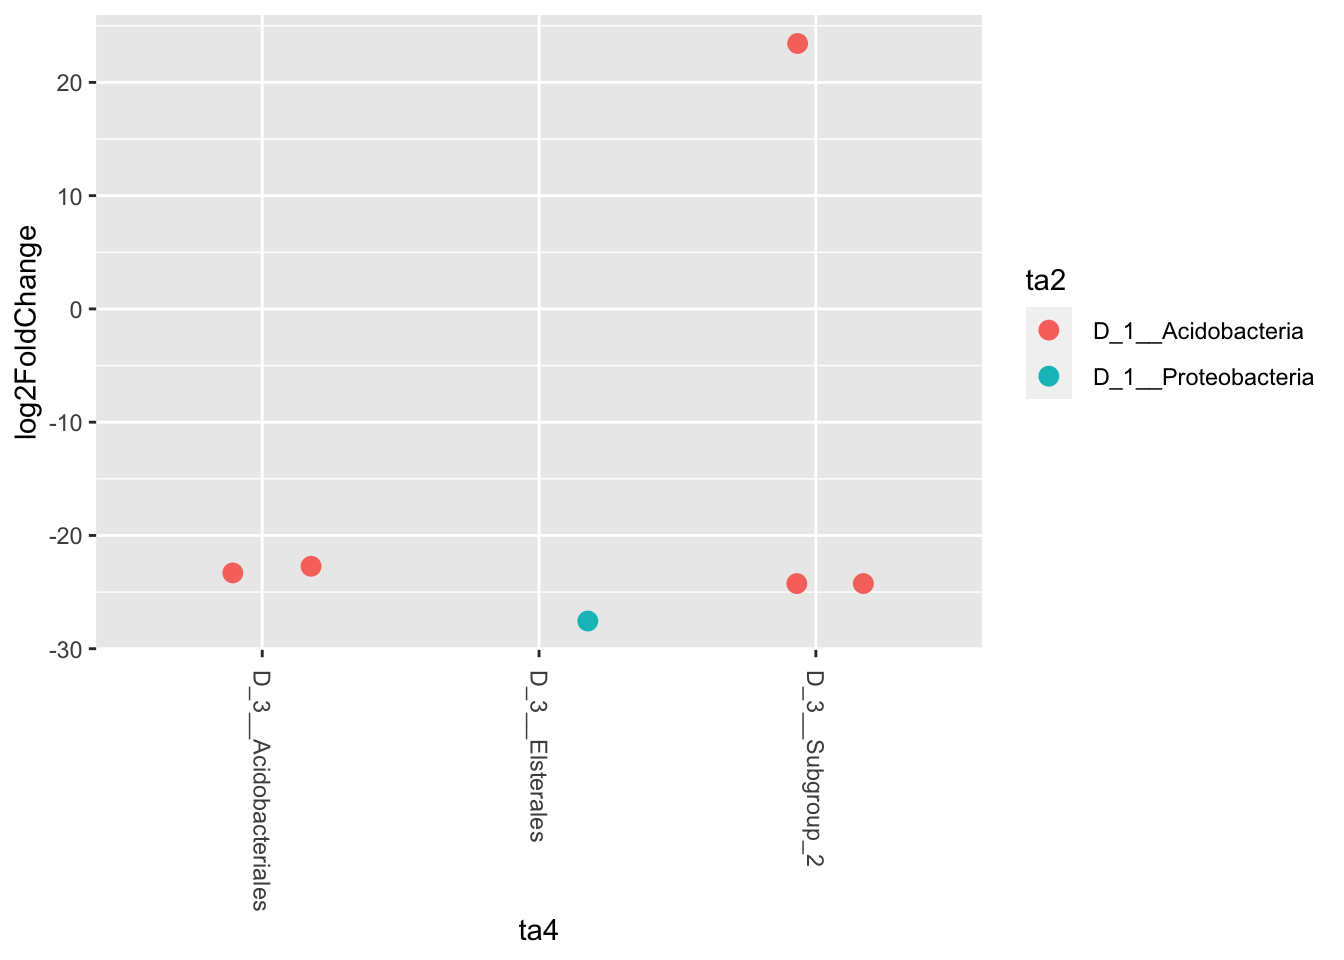 log2FoldChange
20
10
0
-10
-20
-30
D_3__Acidobacteriales
D_3__Elsterales
D_3__Subgroup_2
ta4
ta2
D_1__Acidobacteria
D_1__Proteobacteria